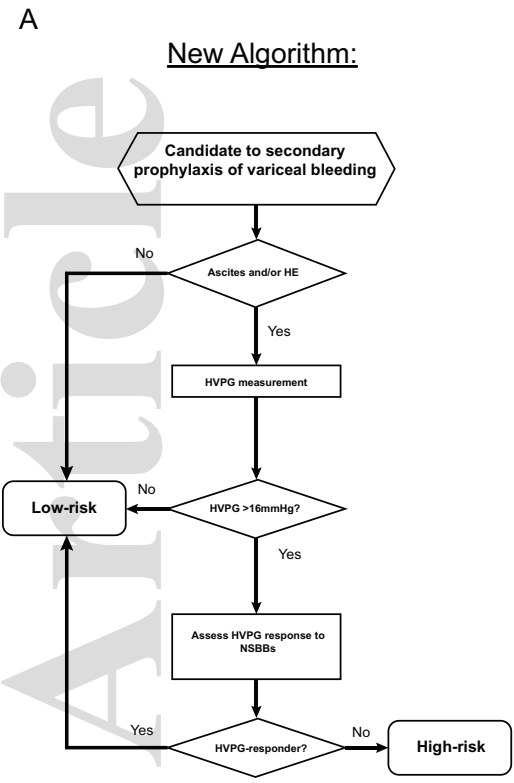 A
New Algorithm:
Candidate to secondary
prophylaxis of variceal bleeding
No
Ascites and/or HE
Yes
HVPG measurement
Low-risk
No
HVPG >16mmHg?
Yes
Assess HVPG response to
NSBBs
Yes
HVPG-responder?
No
High-risk
Article